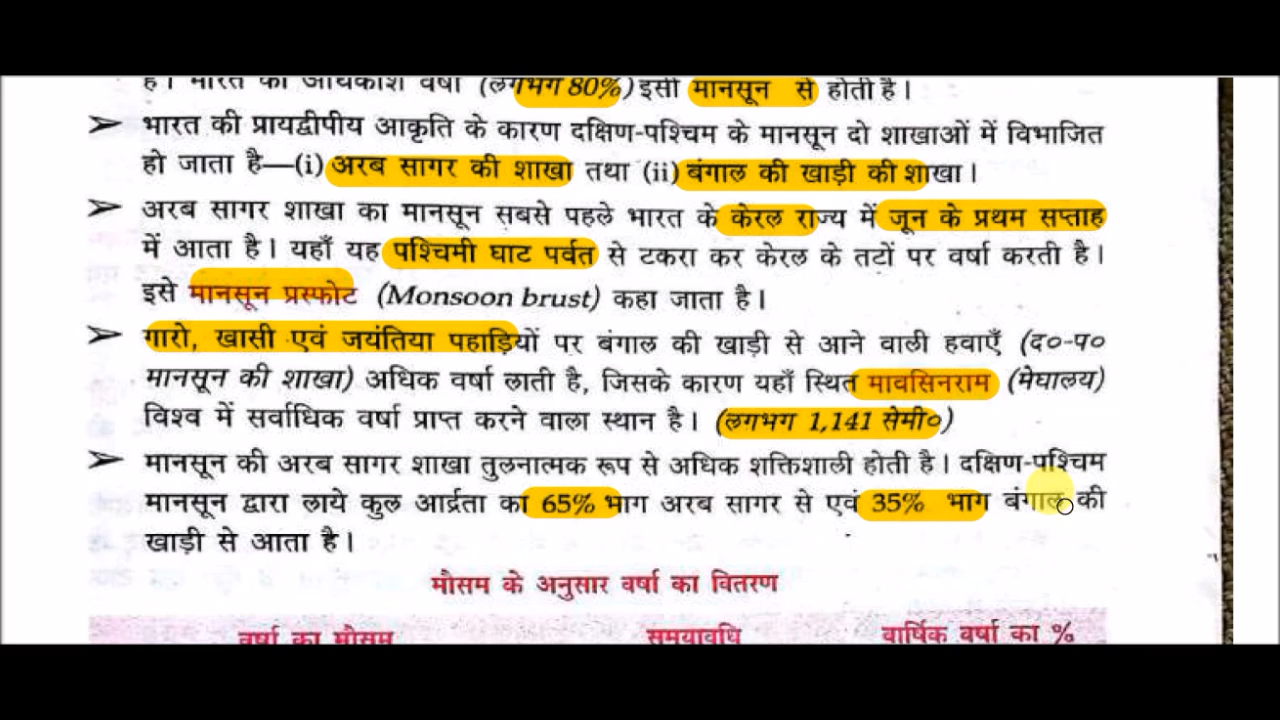 है। भारत की अधिकांश वर्षा (लगभग 80%) इसी मानसून से होती है।
➢ भारत की प्रायद्वीपीय आकृति के कारण दक्षिण-पश्चिम के मानसून दो शाखाओं में विभाजित
हो जाता है—(i) अरब सागर की शाखा तथा (ii) बंगाल की खाड़ी की शाखा।
➢ अरब सागर शाखा का मानसून सबसे पहले भारत के केरल राज्य में जून के प्रथम सप्ताह
में आता है। यहाँ यह पश्चिमी घाट पर्वत से टकरा कर केरल के तटों पर वर्षा करती है।
इसे मानसून प्रस्फोट (Monsoon brust) कहा जाता है।
➢ गारो, खासी एवं जयंतिया पहाड़ियों पर बंगाल की खाड़ी से आने वाली हवाएँ (द०-प०
मानसून की शाखा) अधिक वर्षा लाती है, जिसके कारण यहाँ स्थित मावसिनराम (मेघालय)
विश्व में सर्वाधिक वर्षा प्राप्त करने वाला स्थान है। (लगभग 1,141 सेमी०)
➢ मानसून की अरब सागर शाखा तुलनात्मक रूप से अधिक शक्तिशाली होती है। दक्षिण-पश्चिम
मानसून द्वारा लाये कुल आर्द्रता का 65% भाग अरब सागर से एवं 35% भाग बंगाल की
खाड़ी से आता है।
मौसम के अनुसार वर्षा का वितरण
वर्षा का मौसम समयावधि वार्षिक वर्षा का %